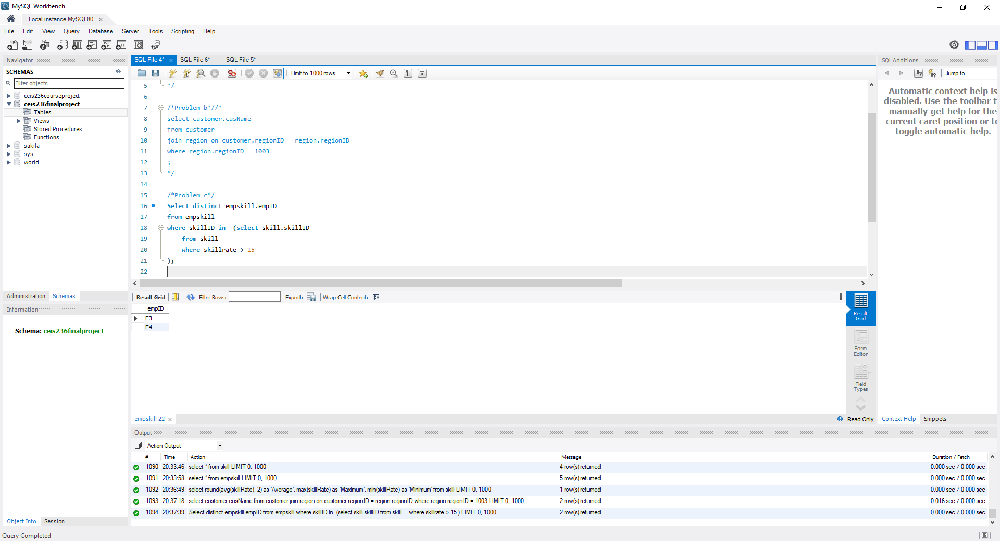 MySQL Workbench
Local instance MySQL80
File Edit View Query Database Server Tools Scripting Help
Navigator
SCHEMAS
Filter objects
ceis236courseproject
ceis236finalproject
Tables
Views
Stored Procedures
Functions
sakila
sys
world
Administration Schemas
Information
Schema: ceis236finalproject
Object Info Session
SQL File 4* SQL File 6* SQL File 5*
Limit to 1000 rows
5 */
6
7 /*Problem b*//*
8 select customer.cusName
9 from customer
10 join region on customer.regionID = region.regionID
11 where region.regionID = 1003
12 ;
13 */
14
15 /*Problem c*/
16 Select distinct empskill.empID
17 from empskill
18 where skillID in  (select skill.skillID
19 from skill
20 where skillrate > 15
21 );
22
Result Grid Filter Rows: Export: Wrap Cell Content:
empID
E3
E4
Result
Grid
Form
Editor
Field
Types
empskill 22
Read Only
SQLAdditions
Jump to
Automatic context help is
disabled. Use the toolbar t
manually get help for the
current caret position or to
toggle automatic help.
Context Help Snippets
Output
Action Output
# Time Action Message Duration / Fetch
1090 20:33:46 select * from skill LIMIT 0, 1000 4 row(s) returned 0.000 sec / 0.000 sec
1091 20:33:58 select * from empskill LIMIT 0, 1000 5 row(s) returned 0.000 sec / 0.000 sec
1092 20:36:49 select round(avg(skillRate), 2) as 'Average', max(skillRate) as 'Maximum', min(skillRate) as 'Minimum' from skill LIMIT 0, 1000 1 row(s) returned 0.000 sec / 0.000 sec
1093 20:37:18 select customer.cusName from customer join region on customer.regionID = region.regionID where region.regionID = 1003 LIMIT 0, 1000 2 row(s) returned 0.016 sec / 0.000 sec
1094 20:37:39 Select distinct empskill.empID from empskill where skillID in  (select skill.skillID from skill     where skillrate > 15 ) LIMIT 0, 1000 2 row(s) returned 0.000 sec / 0.000 sec
Query Completed